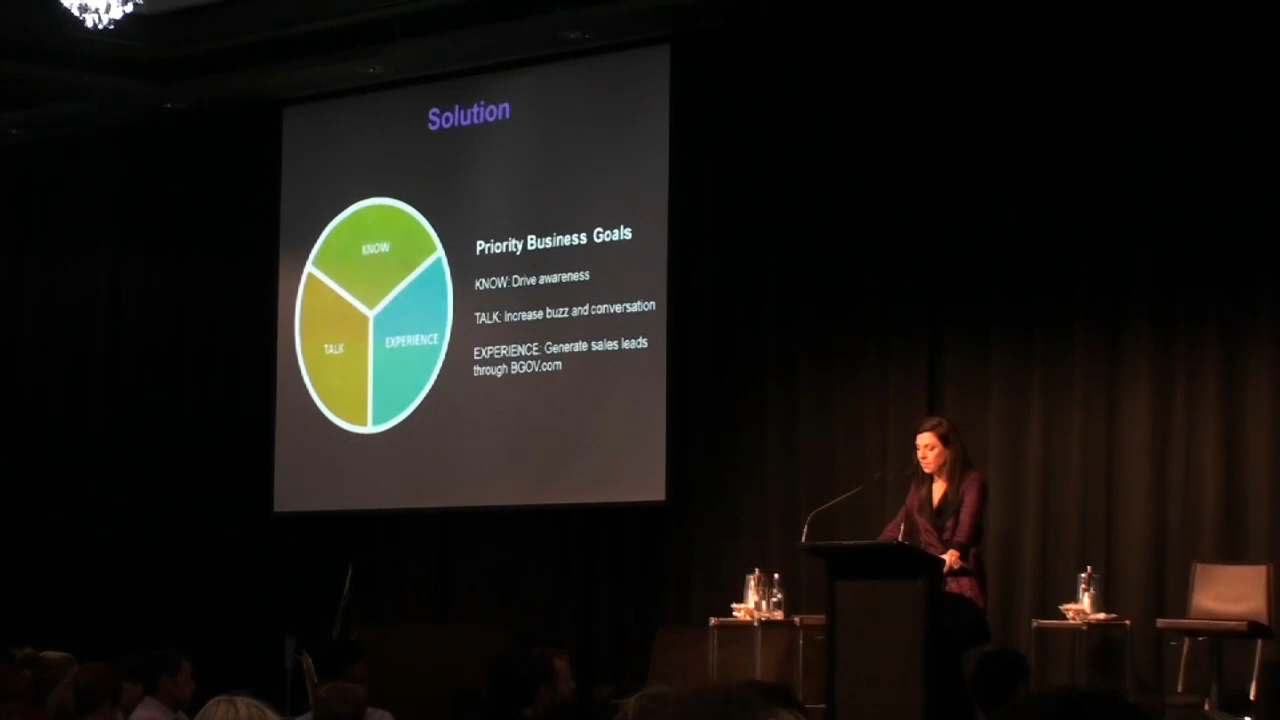 Solution
KNOW
TALK
EXPERIENCE
Priority Business Goals
KNOW: Drive awareness
TALK: Increase buzz and conversation
EXPERIENCE: Generate sales leads
through BGOV.com